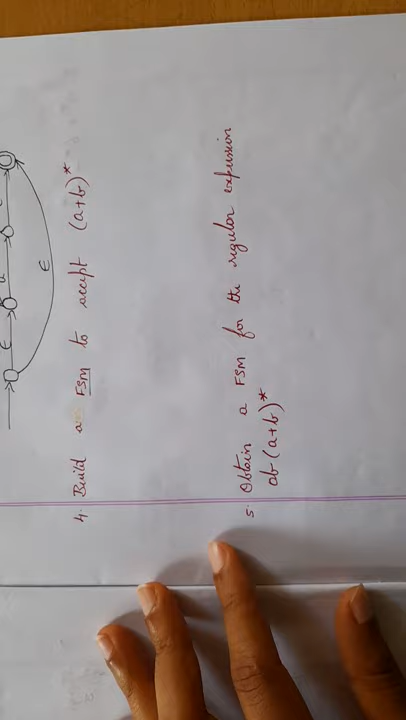 ε
a
ε
ε
4. Build a FSM to accept (a+b)*
5. Obtain a FSM for the regular expression
ab(a+b)*